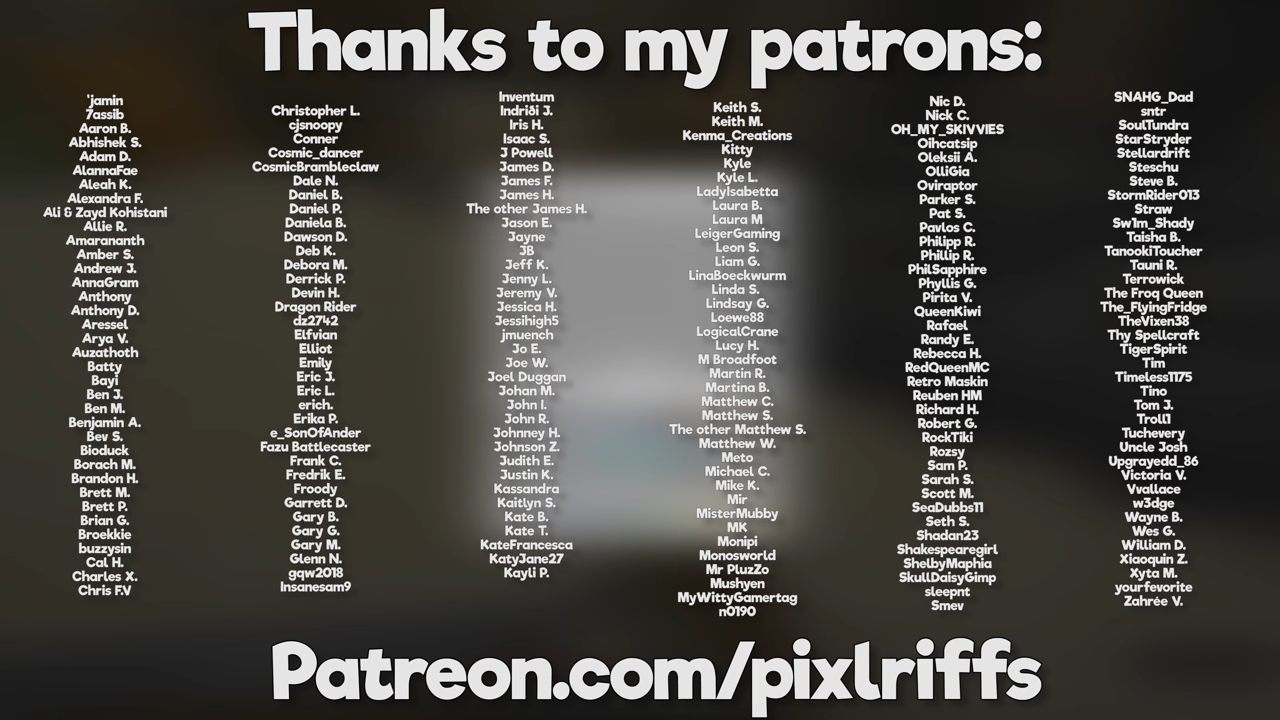 Thanks to my patrons:
'jamin
7assib
Aaron B.
Abhishek S.
Adam D.
AlannaFae
Aleah K.
Alexandra F.
Ali & Zayd Kohistani
Allie R.
Amarananth
Amber S.
Andrew J.
AnnaGram
Anthony
Anthony D.
Aressel
Arya V.
Auzathoth
Batty
Bayi
Ben J.
Ben M.
Benjamin A.
Bev S.
Bioduck
Borach M.
Brandon H.
Brett M.
Brett P.
Brian G.
Broekkie
buzzysin
Cal H.
Charles X.
Chris F.V
Christopher L.
cjsnoopy
Conner
Cosmic_dancer
CosmicBrambleclaw
Dale N.
Daniel B.
Daniel P.
Daniela B.
Dawson D.
Deb K.
Debora M.
Derrick P.
Devin H.
Dragon Rider
dz2742
Elfvian
Elliot
Emily
Eric J.
Eric L.
erich.
Erika P.
e_SonOfAnder
Fazu Battlecaster
Frank C.
Fredrik E.
Froody
Garrett D.
Gary B.
Gary G.
Gary M.
Glenn N.
gqw2018
Insanesam9
Inventum
Indriði J.
Iris H.
Isaac S.
J Powell
James D.
James F.
James H.
The other James H.
Jason E.
Jayne
JB
Jeff K.
Jenny L.
Jeremy V.
Jessica H.
Jessihigh5
jmuench
Jo E.
Joe W.
Joel Duggan
Johan M.
John I.
John R.
Johnney H.
Johnson Z.
Judith E.
Justin K.
Kassandra
Kaitlyn S.
Kate B.
Kate T.
KateFrancesca
KatyJane27
Kayli P.
Keith S.
Keith M.
Kenma_Creations
Kitty
Kyle
Kyle L.
LadyIsabetta
Laura B.
Laura M
LeigerGaming
Leon S.
Liam G.
LinaBoeckwurm
Linda S.
Lindsay G.
Loewe88
LogicalCrane
Lucy H.
M Broadfoot
Martin R.
Martina B.
Matthew C.
Matthew S.
The other Matthew S.
Matthew W.
Meto
Michael C.
Mike K.
Mir
MisterMubby
MK
Monipi
Monosworld
Mr PluzZo
Mushyen
MyWittyGamertag
n0190
Nic D.
Nick C.
OH_MY_SKIVVIES
Oihcatsip
Oleksii A.
OlliGia
Oviraptor
Parker S.
Pat S.
Pavlos C.
Philipp R.
Phillip R.
PhilSapphire
Phyllis G.
Pirita V.
QueenKiwi
Rafael
Randy E.
Rebecca H.
RedQueenMC
Retro Maskin
Reuben HM
Richard H.
Robert G.
RockTiki
Rozsy
Sam P.
Sarah S.
Scott M.
SeaDubbs11
Seth S.
Shadan23
Shakespearegirl
ShelbyMaphia
SkullDaisyGimp
sleepnt
Smev
SNAHG_Dad
sntr
SoulTundra
StarStryder
Stellardrift
Steschu
Steve B.
StormRider013
Straw
Sw1m_Shady
Taisha B.
TanookiToucher
Tauni R.
Terrowick
The Froq Queen
The_FlyingFridge
TheVixen38
Thy Spellcraft
TigerSpirit
Tim
Timeless1175
Tino
Tom J.
Troll1
Tuchevery
Uncle Josh
Upgrayedd_86
Victoria V.
Vvallace
w3dge
Wayne B.
Wes G.
William D.
Xiaoquin Z.
Xyta M.
yourfevorite
Zahrée V.
Patreon.com/pixlriffs